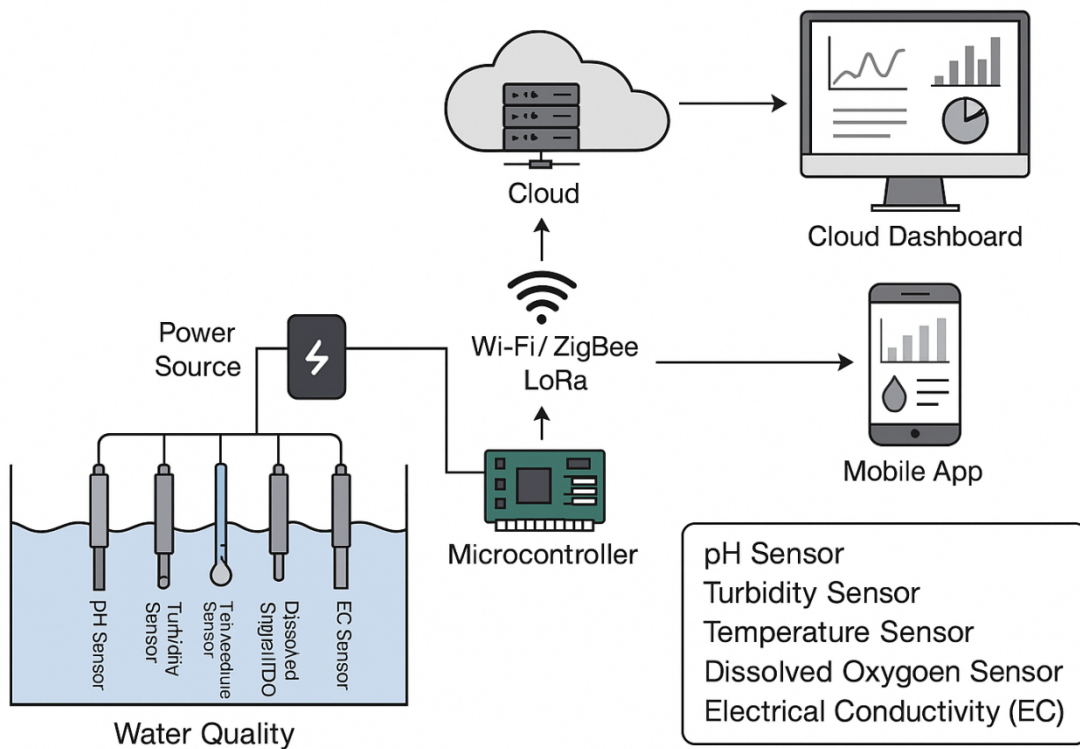 Cloud
Cloud Dashboard
Power
Source
Wi-Fi / ZigBee
LoRa
Mobile App
Microcontroller
pH Sensor
Sensor
Sensor
EC Sensor
Water Quality
pH Sensor
Turbidity Sensor
Temperature Sensor
Dissolved Oxygoen Sensor
Electrical Conductivity (EC)